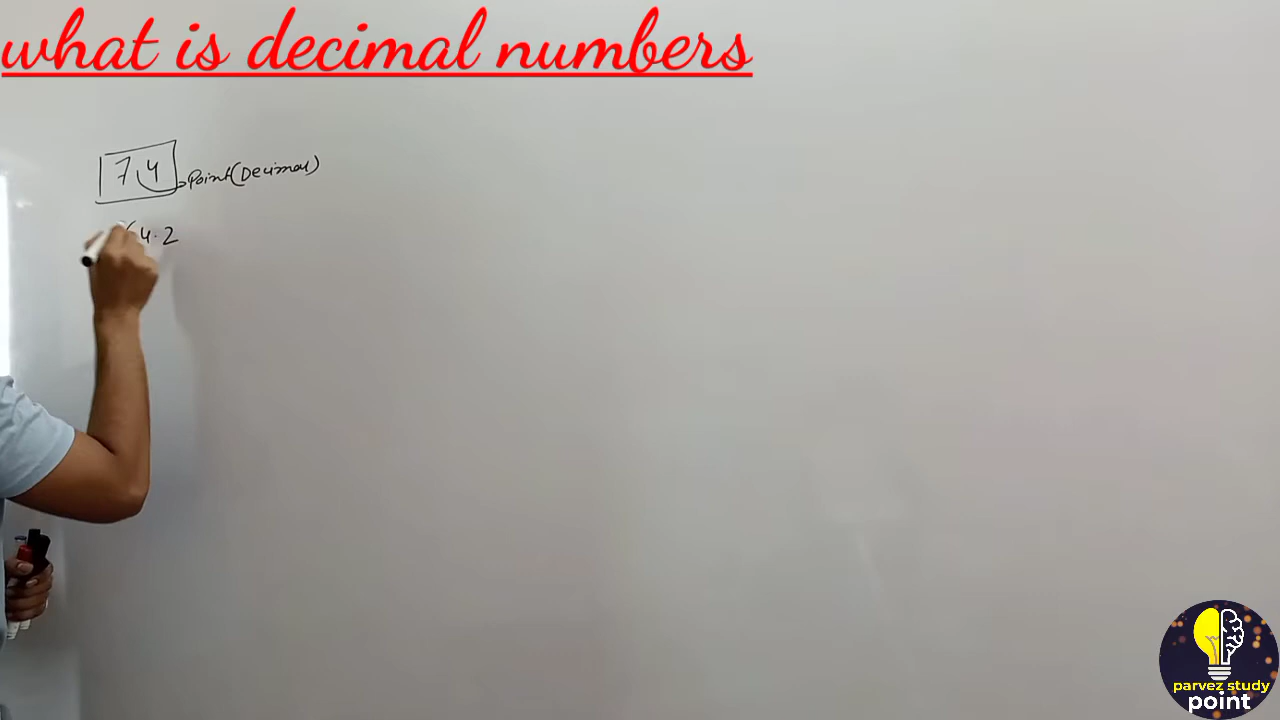 what is decimal numbers
7.4
Point(Decimal)
4.2
parvez study
point